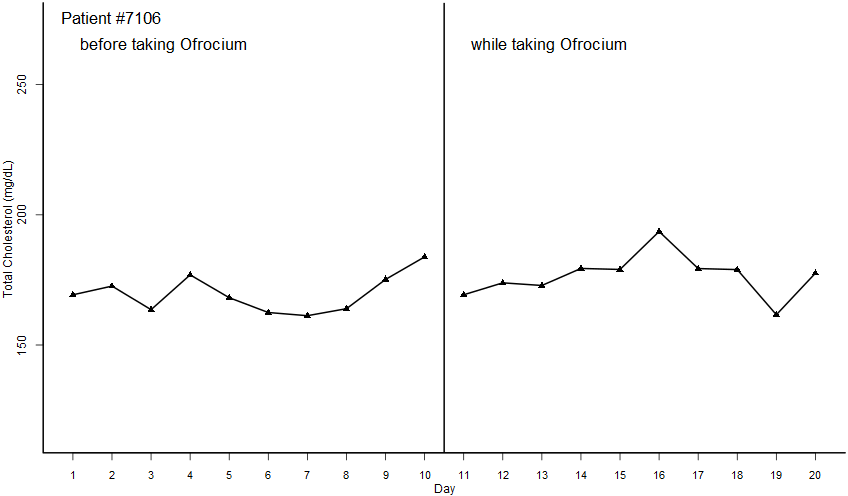 Patient #7106
before taking Ofrocium
while taking Ofrocium
Total Cholesterol (mg/dL)
250
200
150
1 2 3 4 5 6 7 8 9 10 11 12 13 14 15 16 17 18 19 20
Day